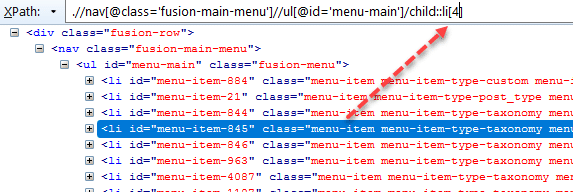 XPath: .//nav[@class='fusion-main-menu']//ul[@id='menu-main']/child::li[4]
<div class="fusion-row">
<nav class="fusion-main-menu">
<ul id="menu-main" class="fusion-menu">
<li id="menu-item-884" class="menu-item menu-item-type-custom menu-i
<li id="menu-item-21" class="menu-item menu-item-type-post_type menu
<li id="menu-item-844" class="menu-item menu-item-type-taxonomy menu
<li id="menu-item-845" class="menu-item menu-item-type-taxonomy menu
<li id="menu-item-846" class="menu-item menu-item-type-taxonomy menu
<li id="menu-item-963" class="menu-item menu-item-type-taxonomy menu
<li id="menu-item-4087" class="menu-item menu-item-type-taxonomy men